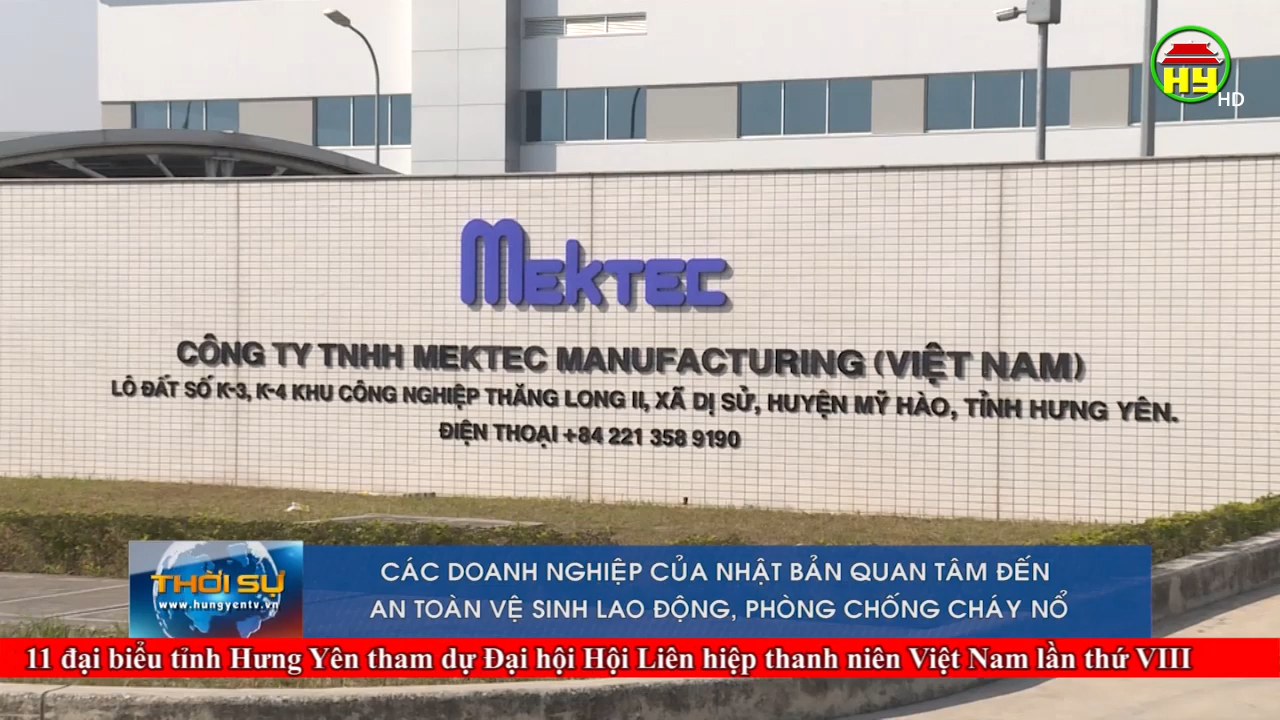 HY
HD
MEKTEC
CÔNG TY TNHH MEKTEC MANUFACTURING (VIỆT NAM)
LÔ ĐẤT SỐ K-3, K-4 KHU CÔNG NGHIỆP THĂNG LONG II, XÃ DỊ SỬ, HUYỆN MỸ HÀO, TỈNH HƯNG YÊN.
ĐIỆN THOẠI +84 221 358 9190
THỜI SỰ
www.hungyentv.vn
CÁC DOANH NGHIỆP CỦA NHẬT BẢN QUAN TÂM ĐẾN
AN TOÀN VỆ SINH LAO ĐỘNG, PHÒNG CHỐNG CHÁY NỔ
11 đại biểu tỉnh Hưng Yên tham dự Đại hội Hội Liên hiệp thanh niên Việt Nam lần thứ VIII